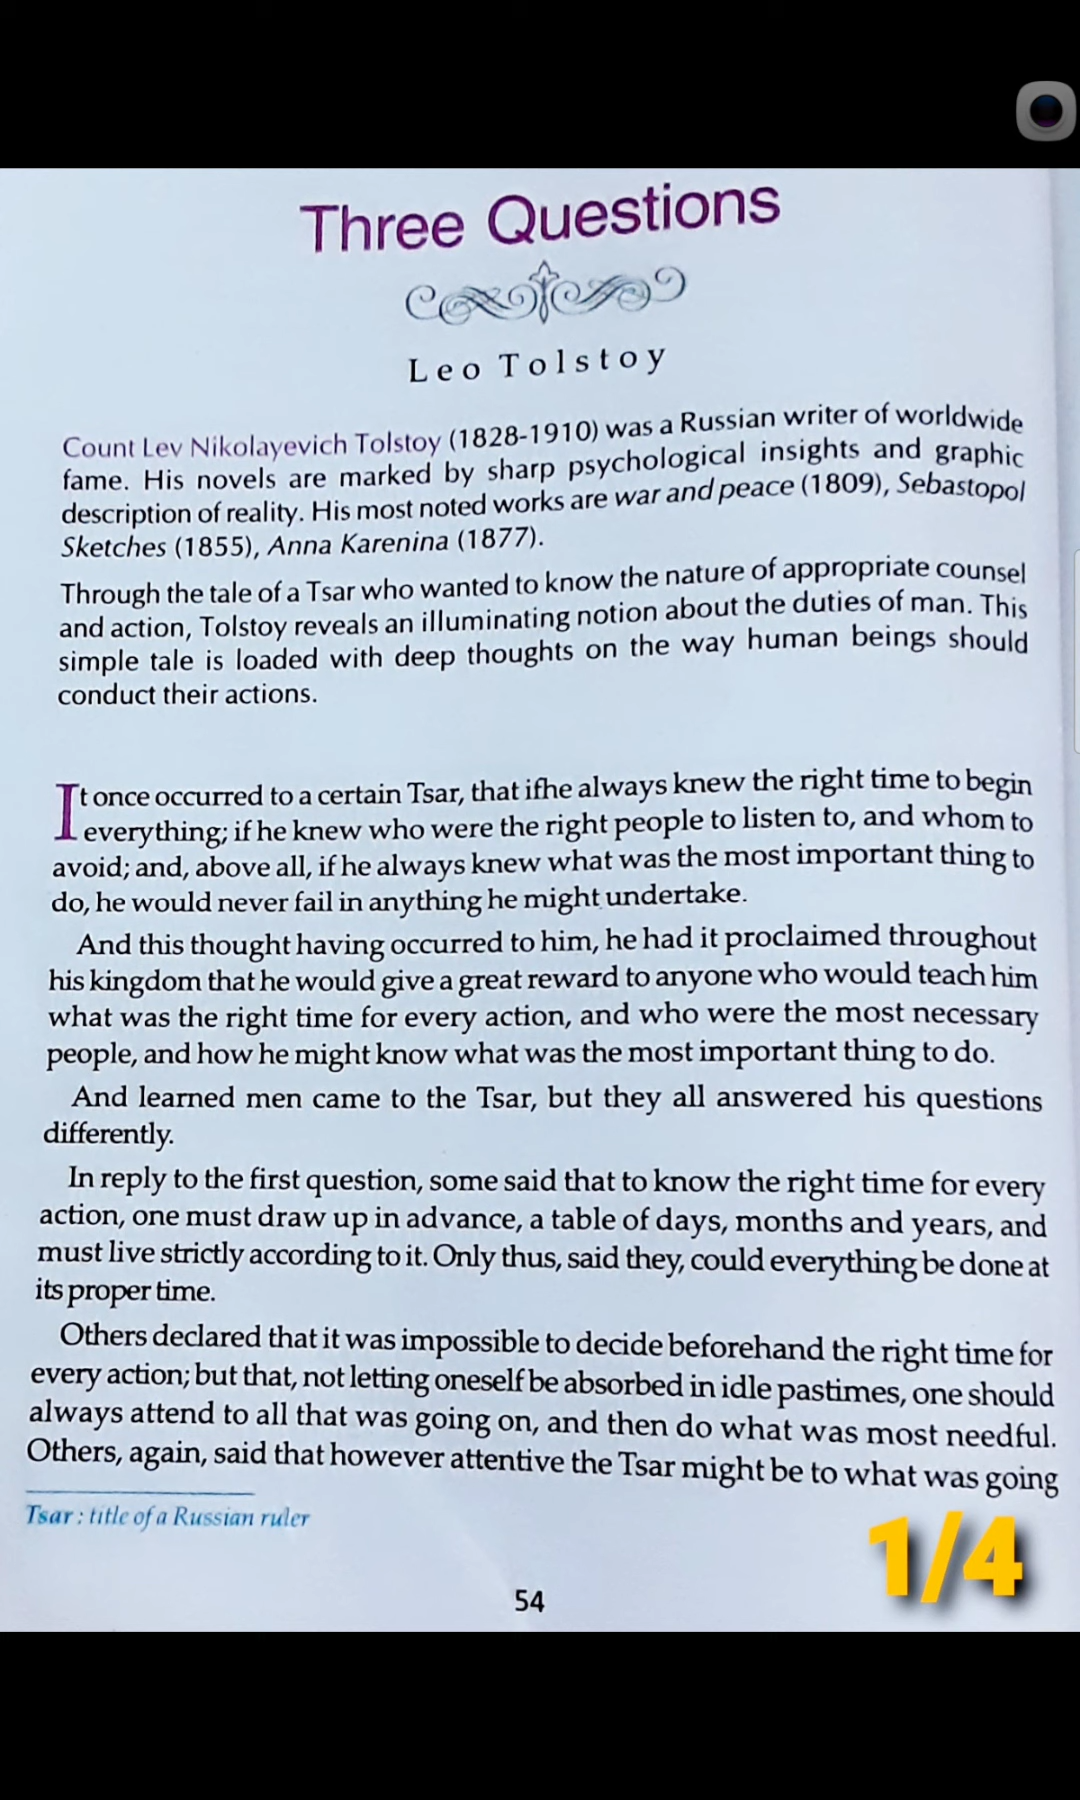 Three Questions
Leo Tolstoy
Count Lev Nikolayevich Tolstoy (1828-1910) was a Russian writer of worldwide
fame. His novels are marked by sharp psychological insights and graphic
description of reality. His most noted works are war and peace (1809), Sebastopol
Sketches (1855), Anna Karenina (1877).
Through the tale of a Tsar who wanted to know the nature of appropriate counsel
and action, Tolstoy reveals an illuminating notion about the duties of man. This
simple tale is loaded with deep thoughts on the way human beings should
conduct their actions.
It once occurred to a certain Tsar, that ifhe always knew the right time to begin
everything; if he knew who were the right people to listen to, and whom to
avoid; and, above all, if he always knew what was the most important thing to
do, he would never fail in anything he might undertake.
And this thought having occurred to him, he had it proclaimed throughout
his kingdom that he would give a great reward to anyone who would teach him
what was the right time for every action, and who were the most necessary
people, and how he might know what was the most important thing to do.
And learned men came to the Tsar, but they all answered his questions
differently.
In reply to the first question, some said that to know the right time for every
action, one must draw up in advance, a table of days, months and years, and
must live strictly according to it. Only thus, said they, could everything be done at
its proper time.
Others declared that it was impossible to decide beforehand the right time for
every action; but that, not letting oneself be absorbed in idle pastimes, one should
always attend to all that was going on, and then do what was most needful.
Others, again, said that however attentive the Tsar might be to what was going
Tsar : title of a Russian ruler
1/4
54